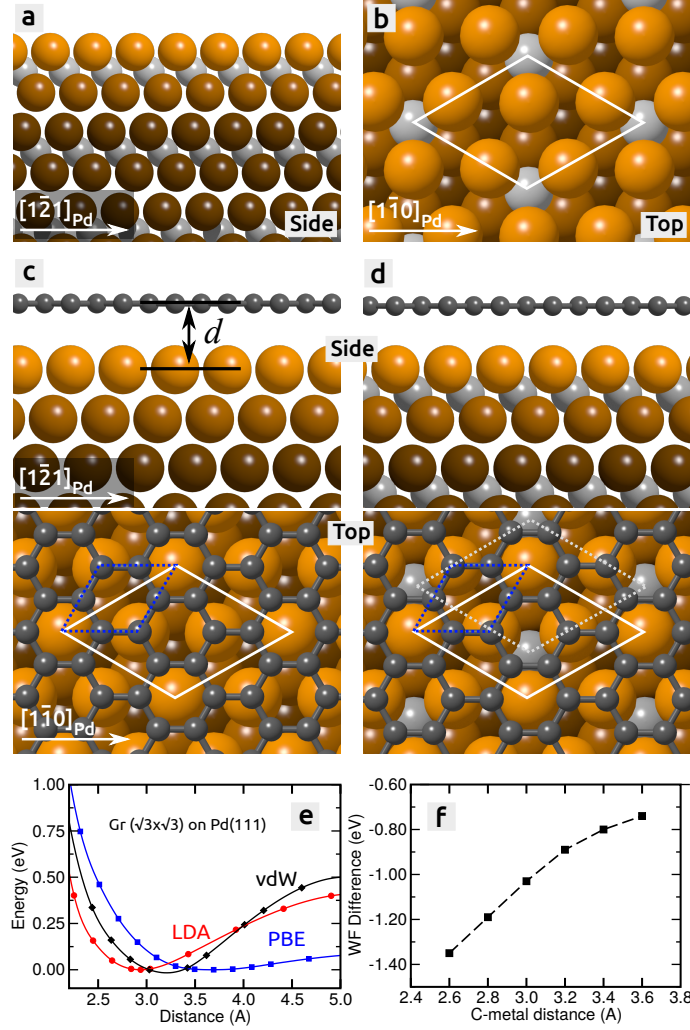 a
b
[11̅0]Pd
[12̅1]Pd
Side
Top
c
d
d
Side
[12̅1]Pd
Top
[11̅0]Pd
1.00
0.75
0.50
0.25
0.00
Energy (eV)
Gr (√3x√3) on Pd(111)
e
vdW
LDA
PBE
2.5 3.0 3.5 4.0 4.5 5.0
Distance (A)
-0.60
-0.80
-1.00
-1.20
-1.40
WF Difference (eV)
f
2.4 2.6 2.8 3.0 3.2 3.4 3.6 3.8
C-metal distance (A)